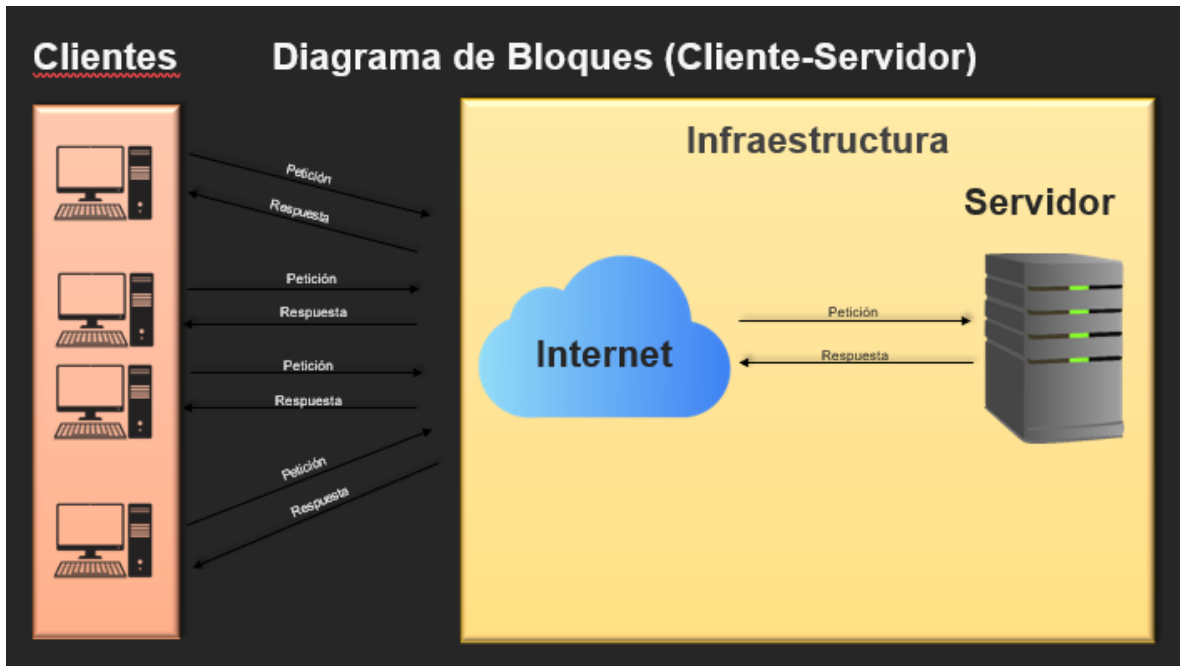 Clientes
Diagrama de Bloques (Cliente-Servidor)
Infraestructura
Servidor
Petición
Respuesta
Petición
Respuesta
Petición
Respuesta
Petición
Respuesta
Internet
Petición
Respuesta